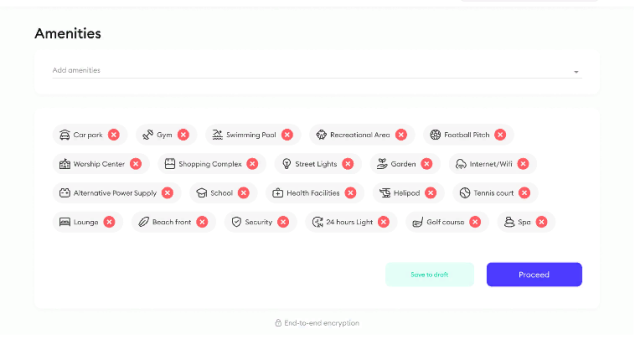 Amenities
Add amenities
Car park Gym Swimming Pool Recreational Area Football Pitch
Worship Center Shopping Complex Street Lights Garden Internet/Wifi
Alternative Power Supply School Health Facilities Helipad Tennis court
Lounge Beach front Security 24 hours Light Golf course Spa
Save to draft Proceed
End-to-end encryption